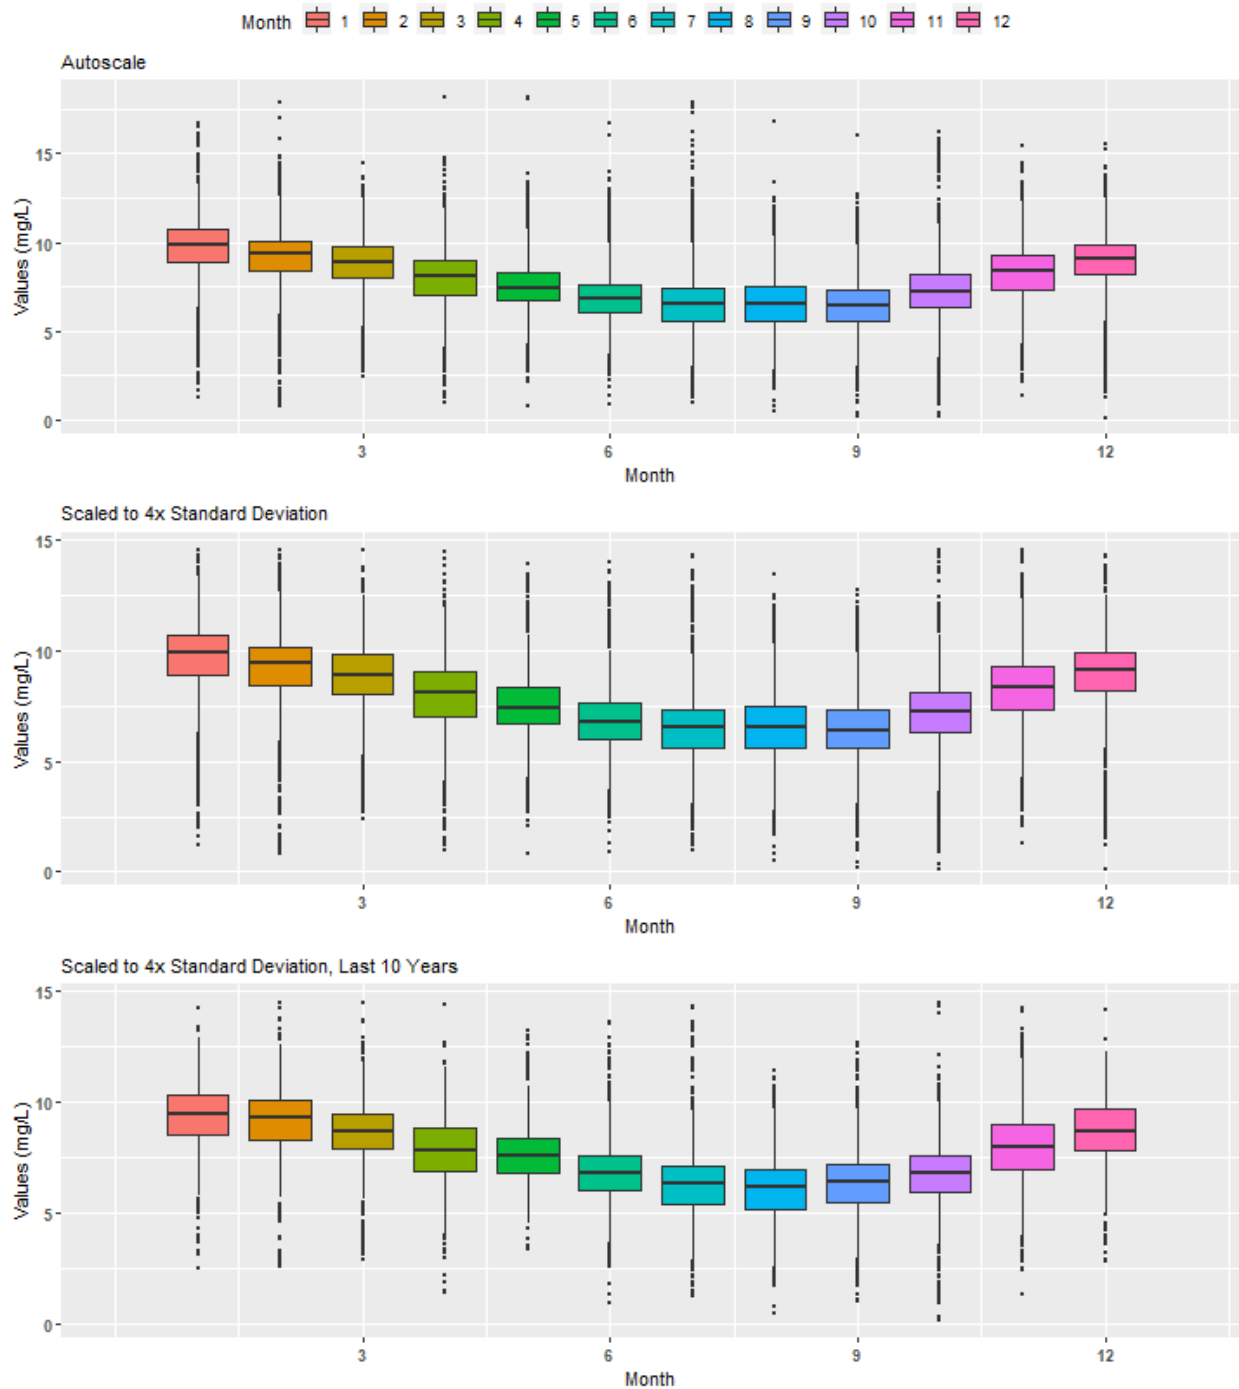 Month 1 2 3 4 5 6 7 8 9 10 11 12
Autoscale
Values (mg/L)
15
10
5
0
3 6 9 12
Month
Scaled to 4x Standard Deviation
Values (mg/L)
15
10
5
0
3 6 9 12
Month
Scaled to 4x Standard Deviation, Last 10 Years
Values (mg/L)
15
10
5
0
3 6 9 12
Month